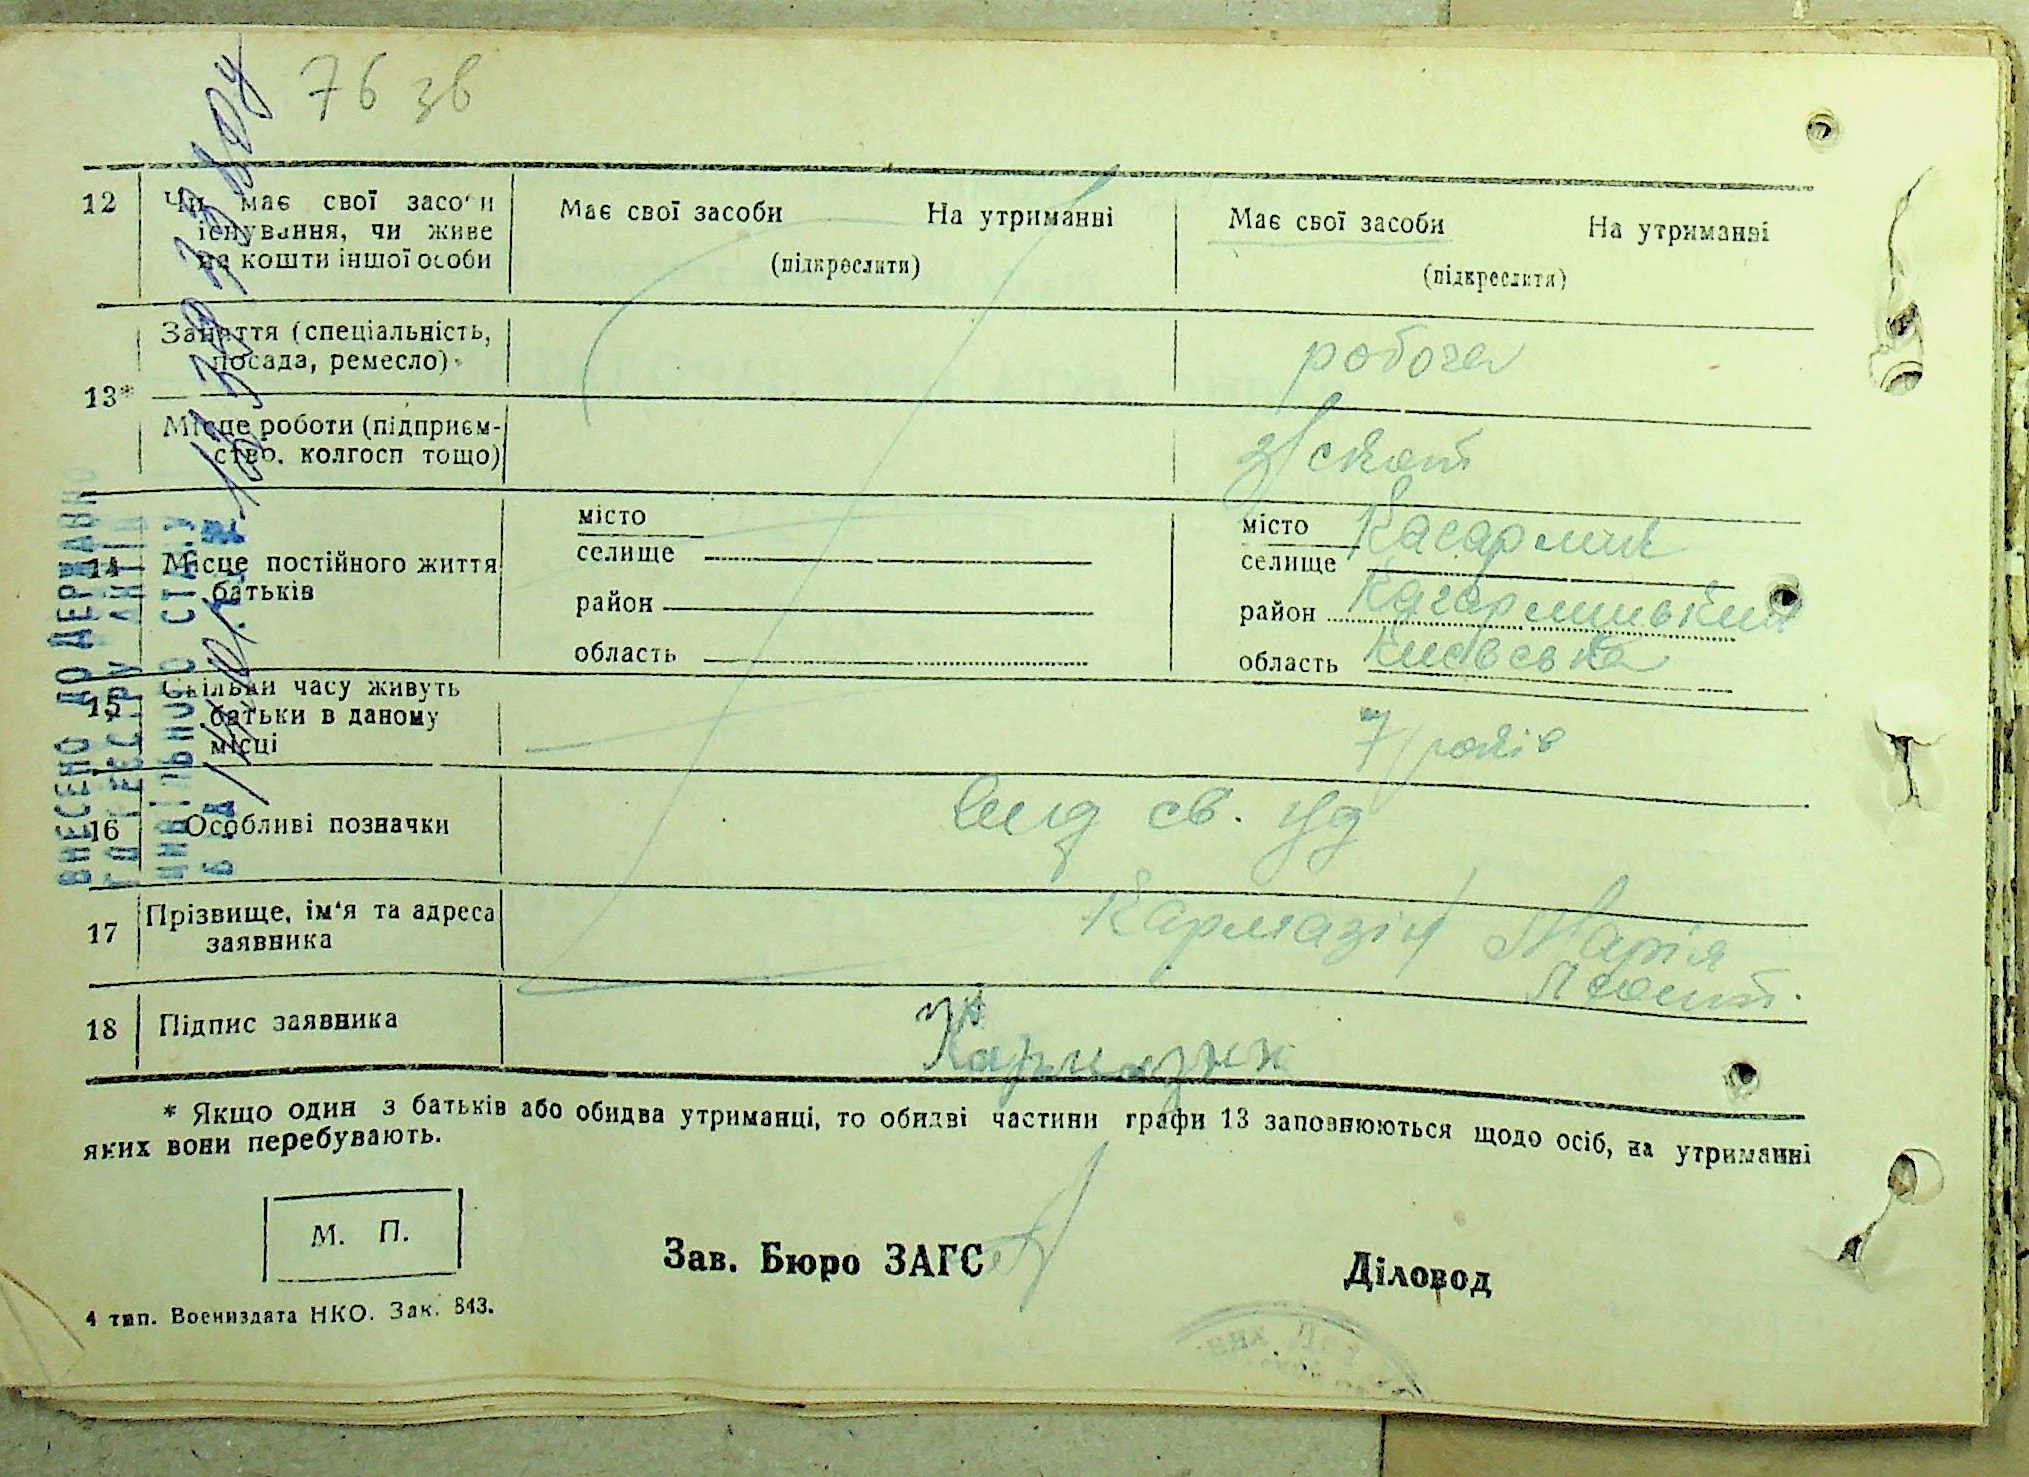 76 зв
12 Чи має свої засоби Має свої засоби На утриманні Має свої засоби На утриманні
існування, чи живе
на кошти іншої особи (підкреслити) (підкреслити)
Заняття (спеціальність, робоча
посада, ремесло)
13*
Місце роботи (підприєм-
ство, колгосп тощо)
14 Місце постійного життя місто місто Кагарлик
батьків селище селище
район район Кагарлицький
область область Київська
15 Скільки часу живуть
батьки в даному 7 років
місці
16 Особливі позначки св.
17 Прізвище, ім'я та адреса Кармазін Марія
заявника
18 Підпис заявника Кармазин
* Якщо один з батьків або обидва утриманці, то обидві частини графи 13 заповнюються щодо осіб, на утриманні
яких вони перебувають.
М. П.
Зав. Бюро ЗАГС Діловод
4 тип. Воениздата НКО. Зак. 843.
ВНЕСЕНО ДО ДЕРЖАВНОГО
РЕЄСТРУ АКТІВ
ЦИВІЛЬНОГО СТАНУ